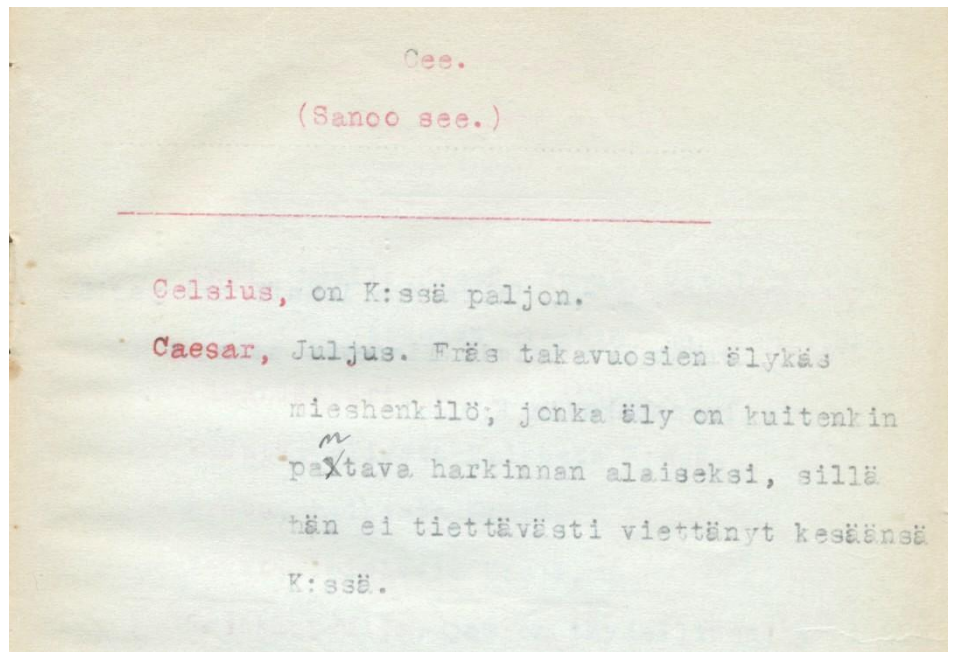 Cee.
(Sanoo see.)
Celsius, on K:ssä paljon.
Caesar, Juljus. Eräs takavuosien älykäs
mieshenkilö, jonka äly on kuitenkin
pantava harkinnan alaiseksi, sillä
hän ei tiettävästi viettänyt kesäänsä
K:ssä.